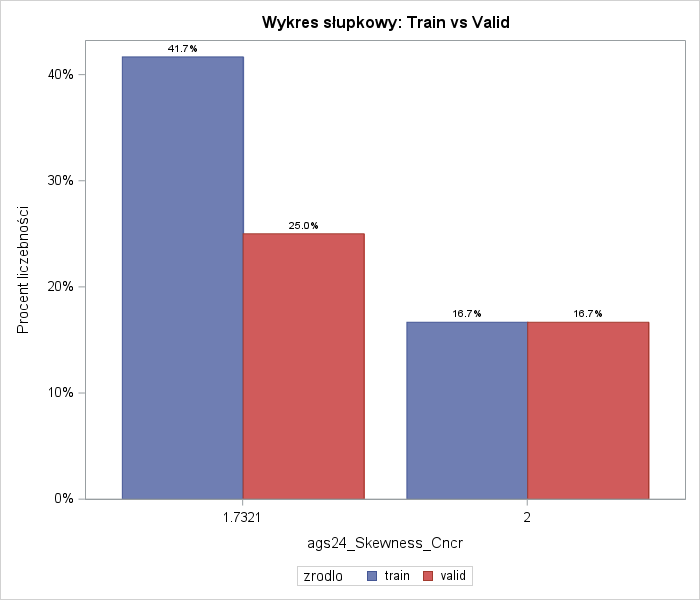 Wykres słupkowy: Train vs Valid
41.7%
25.0%
16.7%
16.7%
40%
30%
20%
10%
0%
Procent liczebności
1.7321
2
ags24_Skewness_Cncr
zrodlo train valid